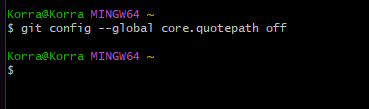 Korra@Korra MINGW64 ~
$ git config --global core.quotepath off
Korra@Korra MINGW64 ~
$